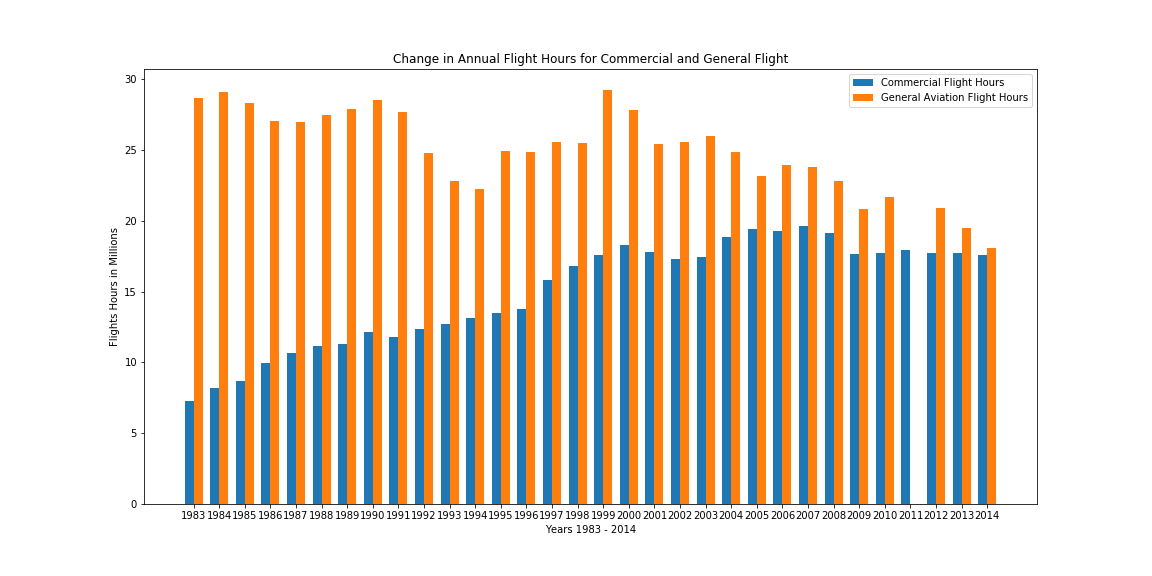 Change in Annual Flight Hours for Commercial and General Flight
Commercial Flight Hours
General Aviation Flight Hours
Flights Hours in Millions
30
25
20
15
10
5
0
1983 1984 1985 1986 1987 1988 1989 1990 1991 1992 1993 1994 1995 1996 1997 1998 1999 2000 2001 2002 2003 2004 2005 2006 2007 2008 2009 2010 2011 2012 2013 2014
Years 1983 - 2014